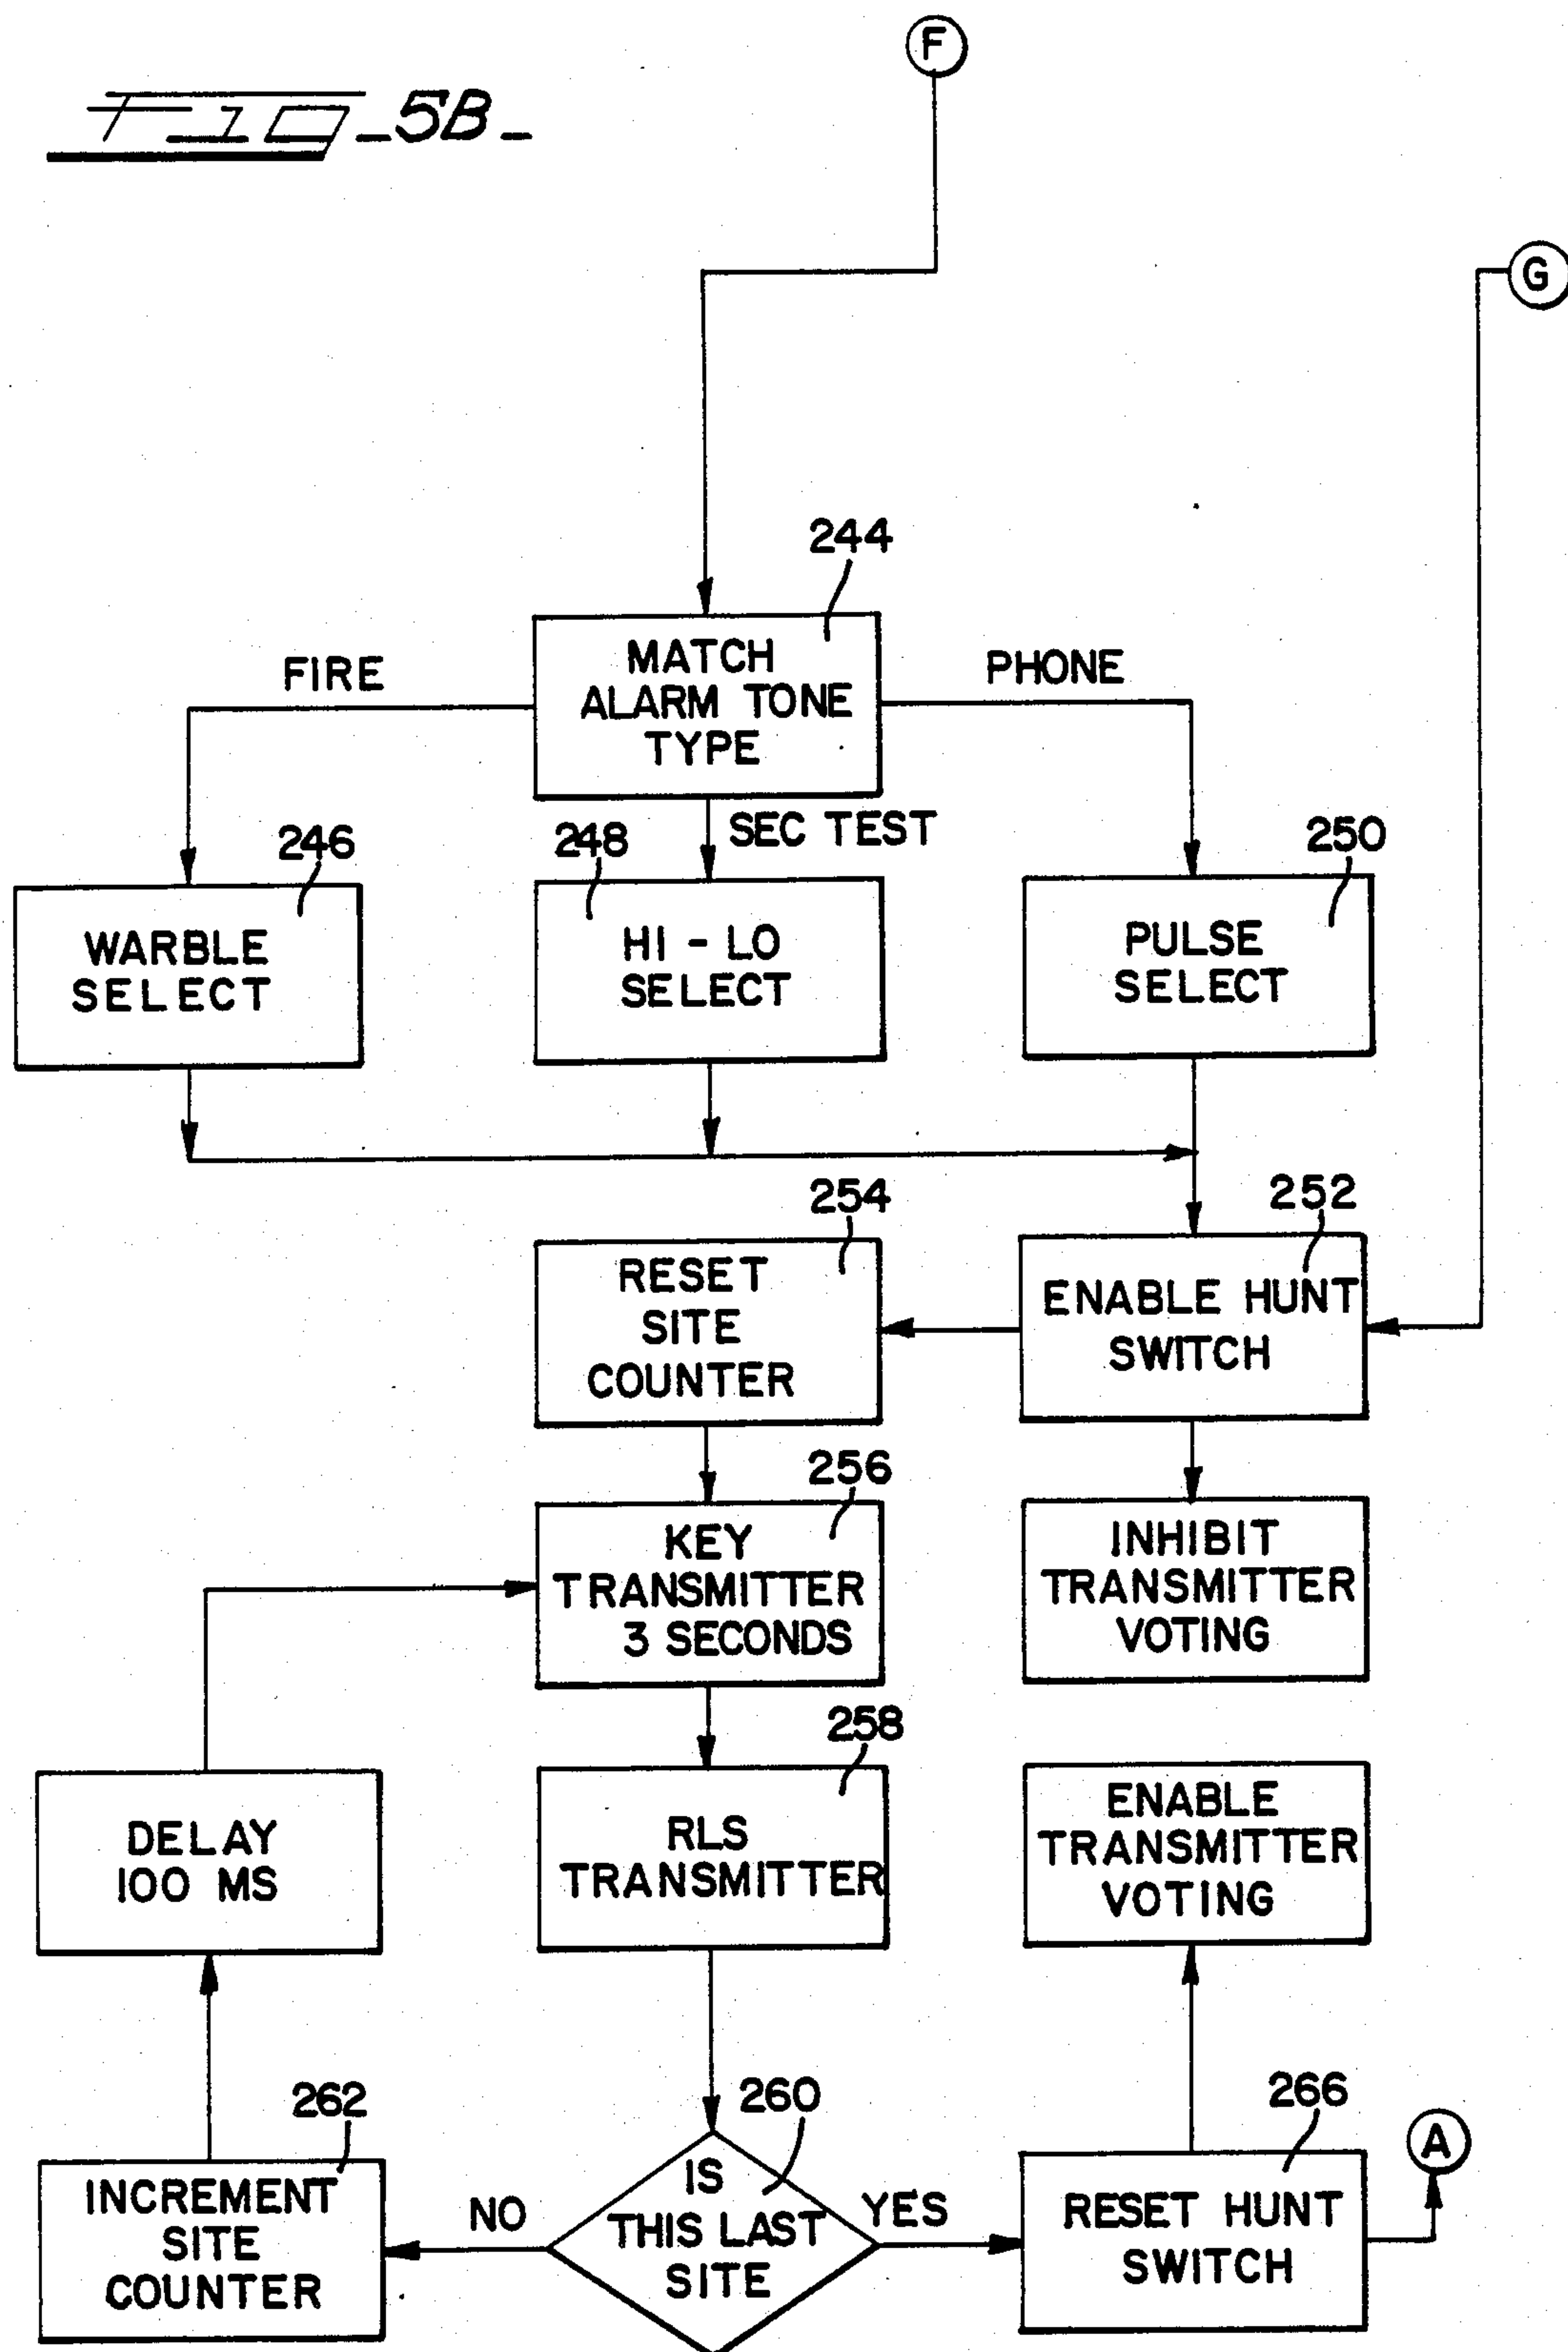 FIG_5B_
F
G
244
MATCH
ALARM TONE
TYPE
FIRE
PHONE
SEC TEST
246
248
250
WARBLE
SELECT
HI - LO
SELECT
PULSE
SELECT
254
252
RESET
SITE
COUNTER
ENABLE HUNT
SWITCH
256
KEY
TRANSMITTER
3 SECONDS
INHIBIT
TRANSMITTER
VOTING
258
DELAY
100 MS
RLS
TRANSMITTER
ENABLE
TRANSMITTER
VOTING
262
260
266
A
INCREMENT
SITE
COUNTER
NO
IS
THIS LAST
SITE
YES
RESET HUNT
SWITCH